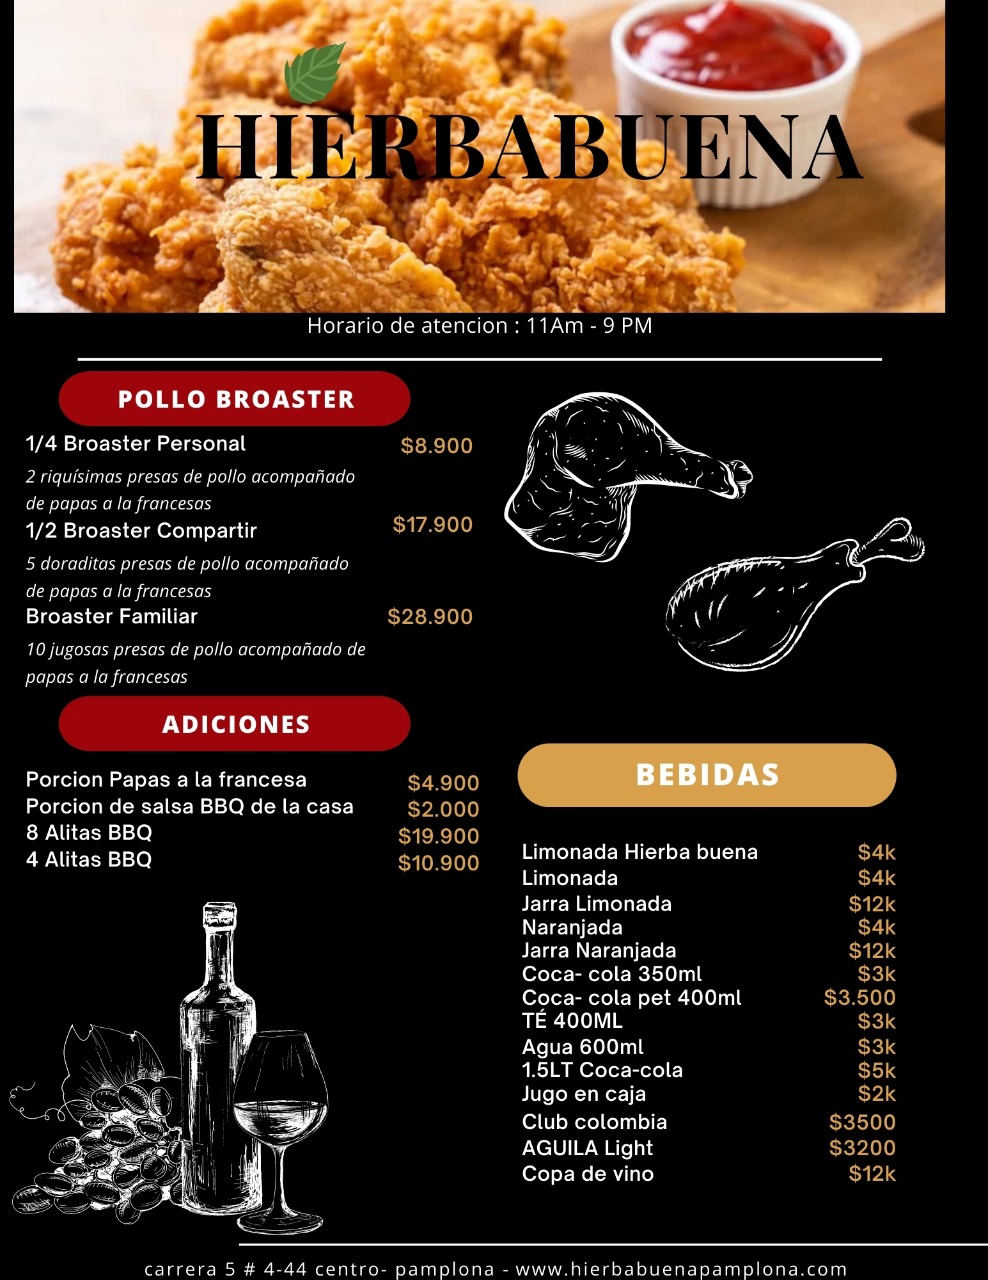 HIERBABUENA
Horario de atencion : 11Am - 9 PM
POLLO BROASTER
1/4 Broaster Personal $8.900
2 riquísimas presas de pollo acompañado
de papas a la francesas
1/2 Broaster Compartir $17.900
5 doraditas presas de pollo acompañado
de papas a la francesas
Broaster Familiar $28.900
10 jugosas presas de pollo acompañado de
papas a la francesas
ADICIONES
Porcion Papas a la francesa $4.900
Porcion de salsa BBQ de la casa $2.000
8 Alitas BBQ $19.900
4 Alitas BBQ $10.900
BEBIDAS
Limonada Hierba buena $4k
Limonada $4k
Jarra Limonada $12k
Naranjada $4k
Jarra Naranjada $12k
Coca- cola 350ml $3k
Coca- cola pet 400ml $3.500
TÉ 400ML $3k
Agua 600ml $3k
1.5LT Coca-cola $5k
Jugo en caja $2k
Club colombia $3500
AGUILA Light $3200
Copa de vino $12k
carrera 5 # 4-44 centro- pamplona - www.hierbabuenapamplona.com